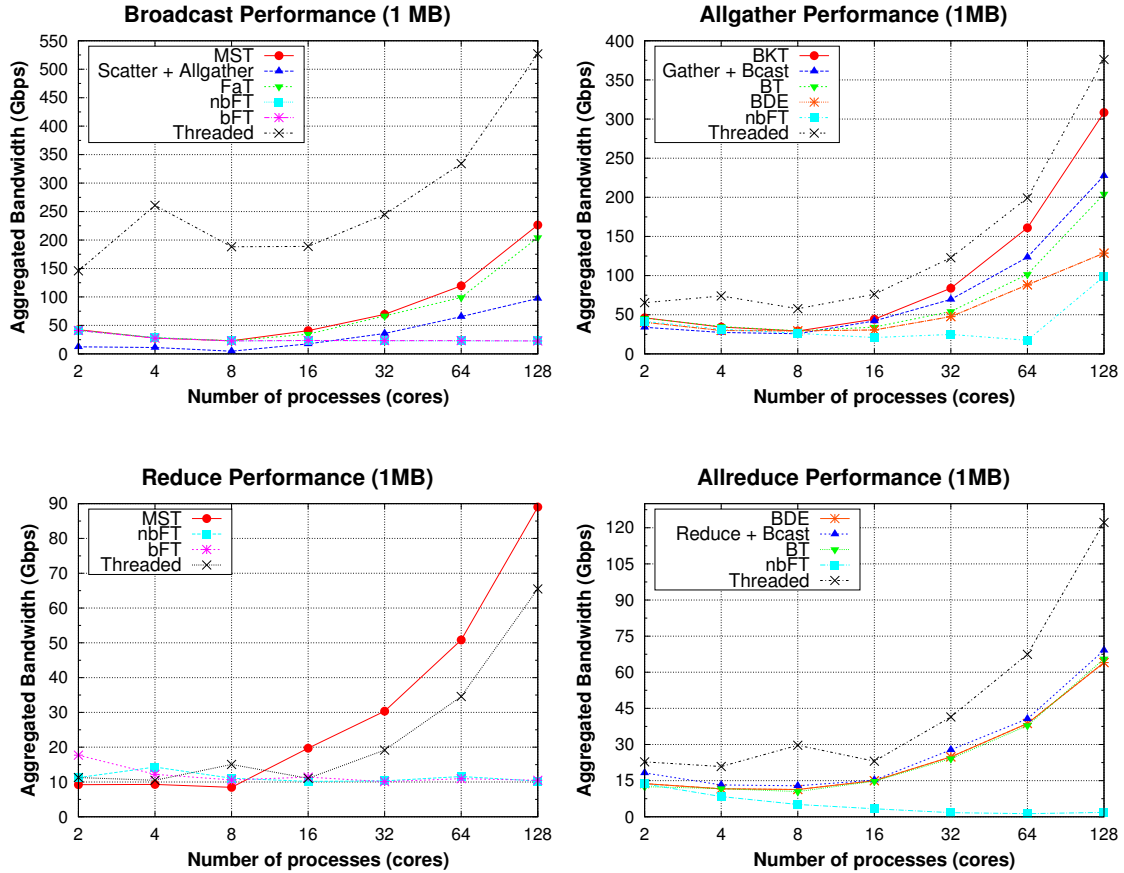 Broadcast Performance (1 MB)
Aggregated Bandwidth (Gbps)
550
500
450
400
350
300
250
200
150
100
50
0
MST
Scatter + Allgather
FaT
nbFT
bFT
Threaded
2 4 8 16 32 64 128
Number of processes (cores)
Allgather Performance (1MB)
Aggregated Bandwidth (Gbps)
400
350
300
250
200
150
100
50
0
BKT
Gather + Bcast
BT
BDE
nbFT
Threaded
2 4 8 16 32 64 128
Number of processes (cores)
Reduce Performance (1MB)
Aggregated Bandwidth (Gbps)
90
80
70
60
50
40
30
20
10
0
MST
nbFT
bFT
Threaded
2 4 8 16 32 64 128
Number of processes (cores)
Allreduce Performance (1MB)
Aggregated Bandwidth (Gbps)
120
105
90
75
60
45
30
15
0
BDE
Reduce + Bcast
BT
nbFT
Threaded
2 4 8 16 32 64 128
Number of processes (cores)